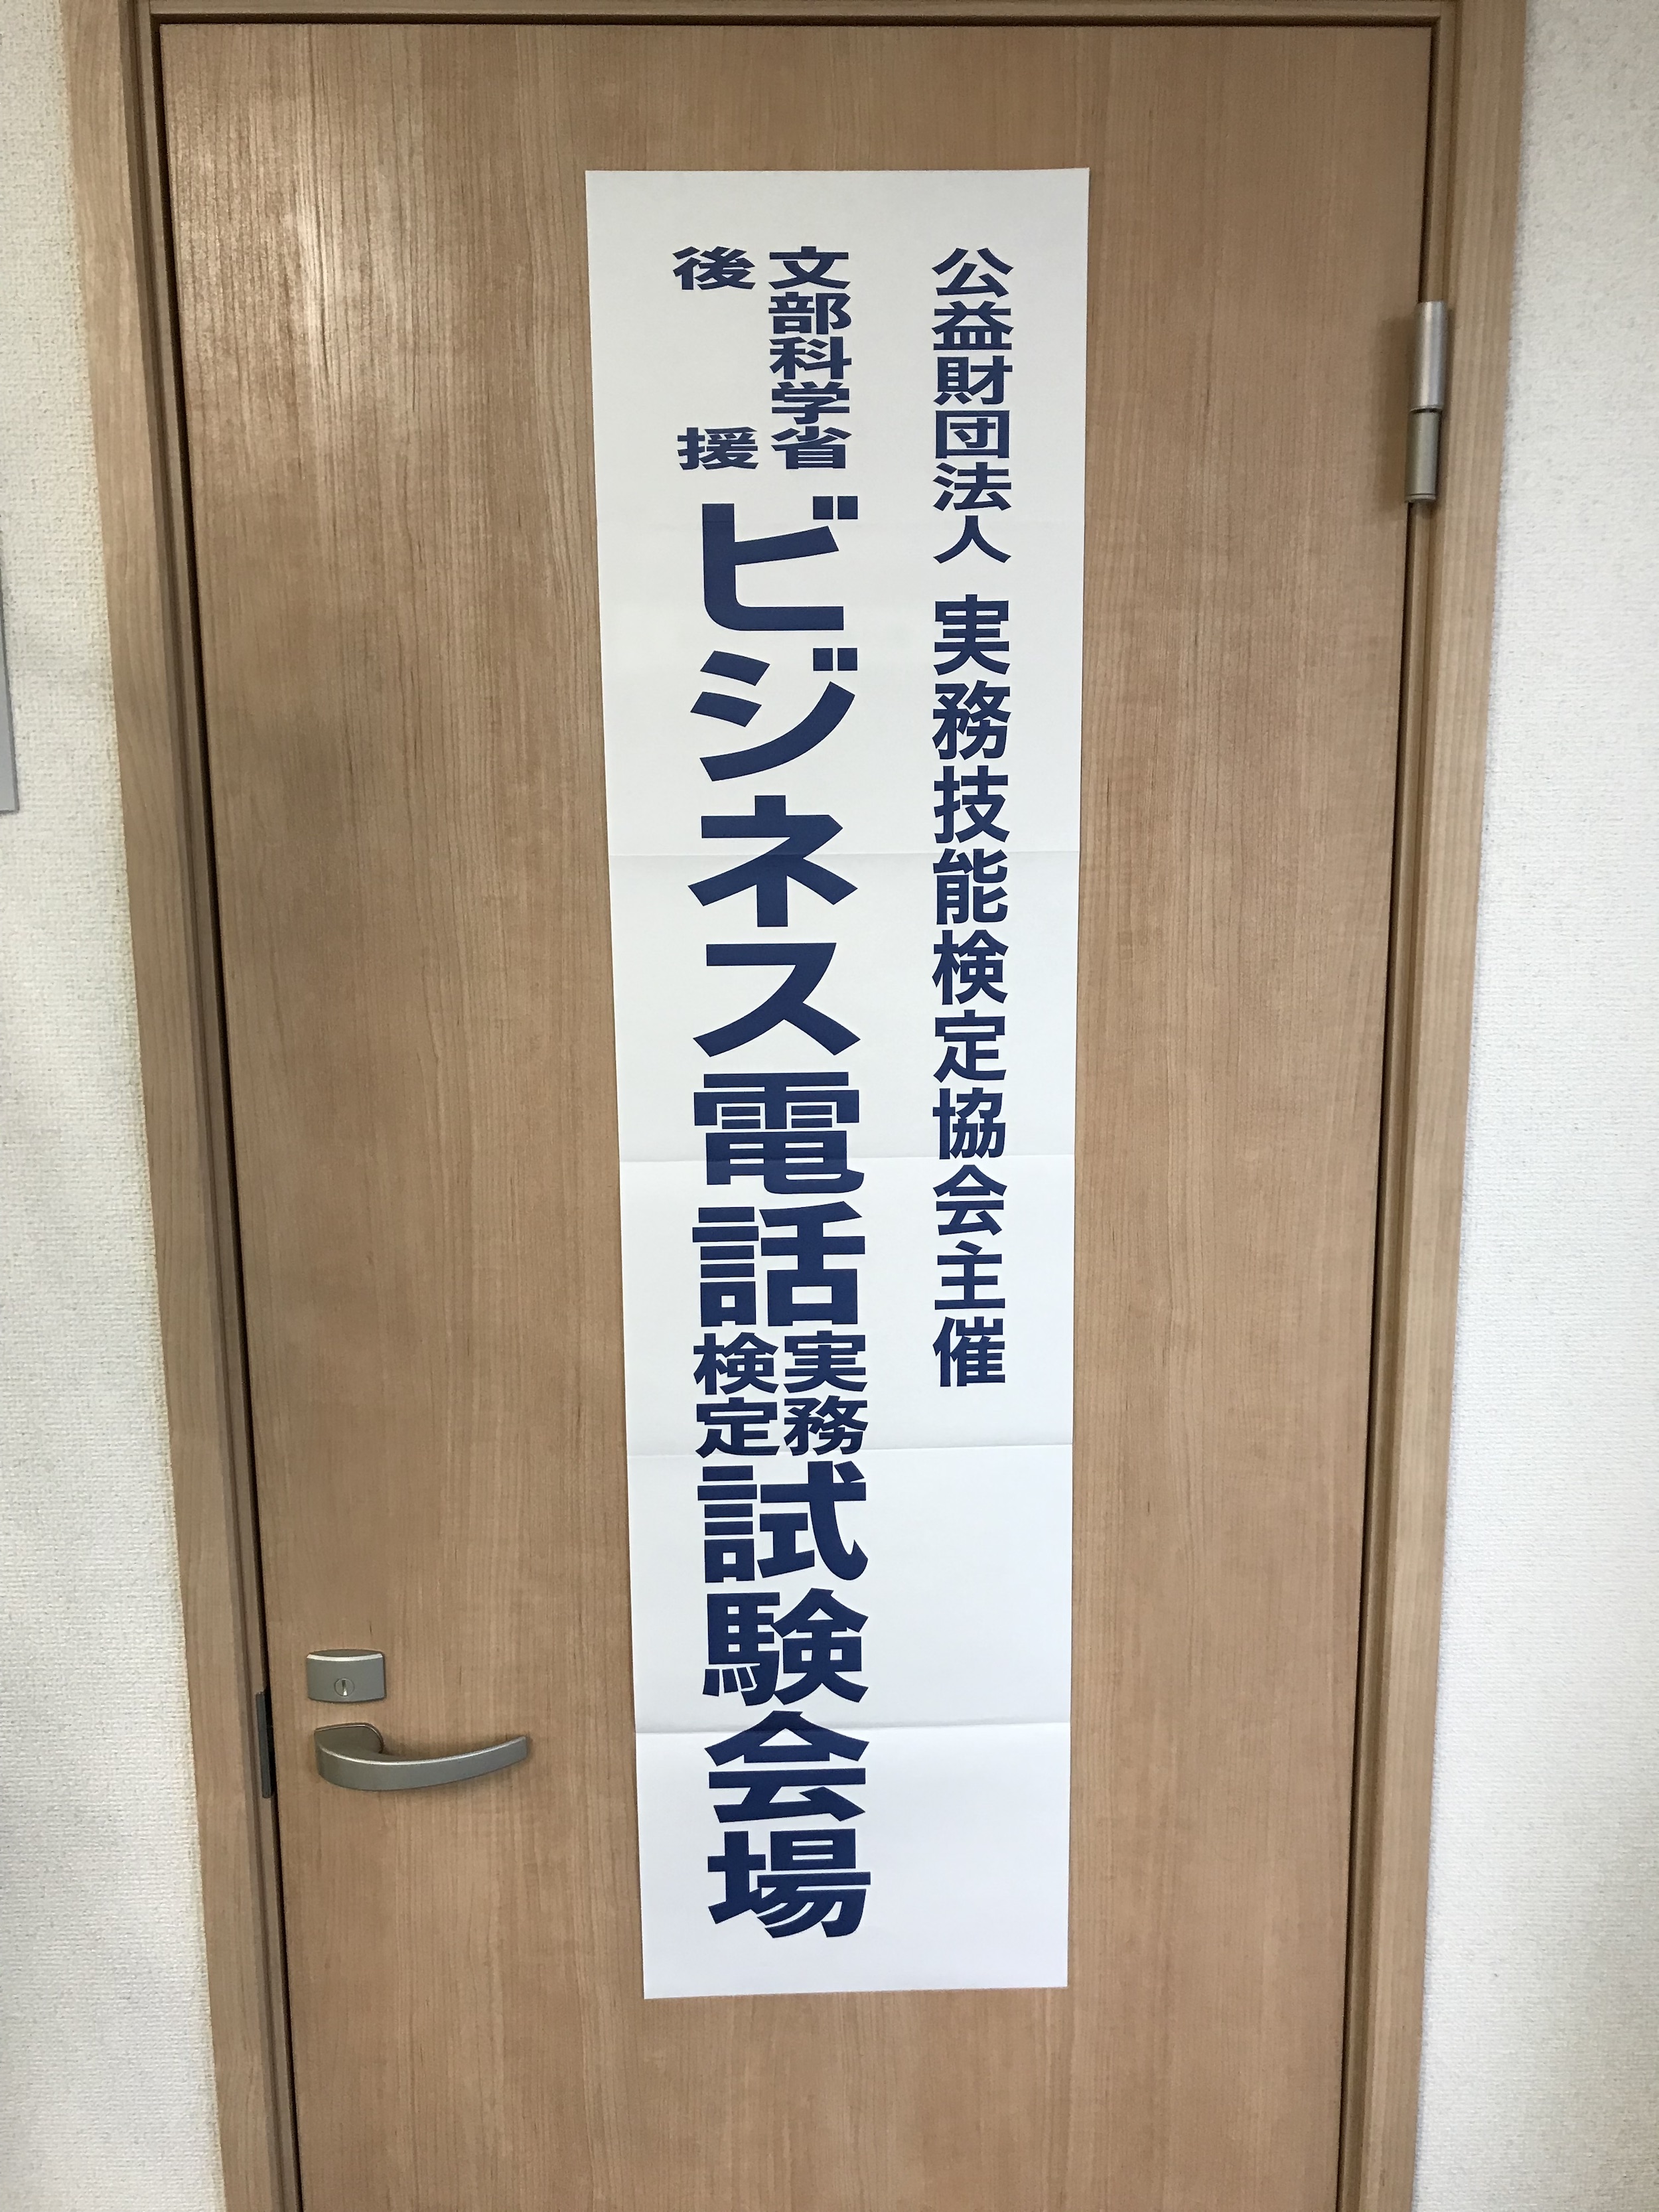 公益財団法人 実務技能検定協会主催
文部科学省
後援
ビジネス電話
実務
検定
試験会場